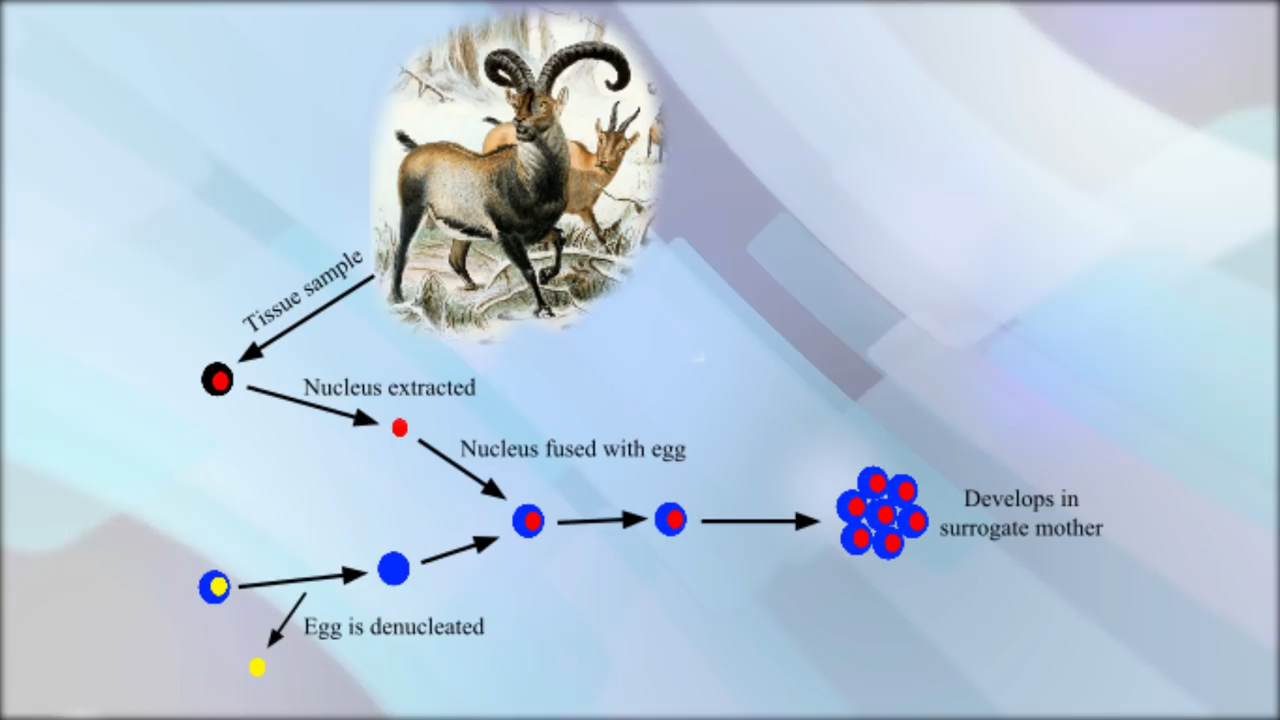 Tissue sample
Nucleus extracted
Nucleus fused with egg
Develops in
surrogate mother
Egg is denucleated